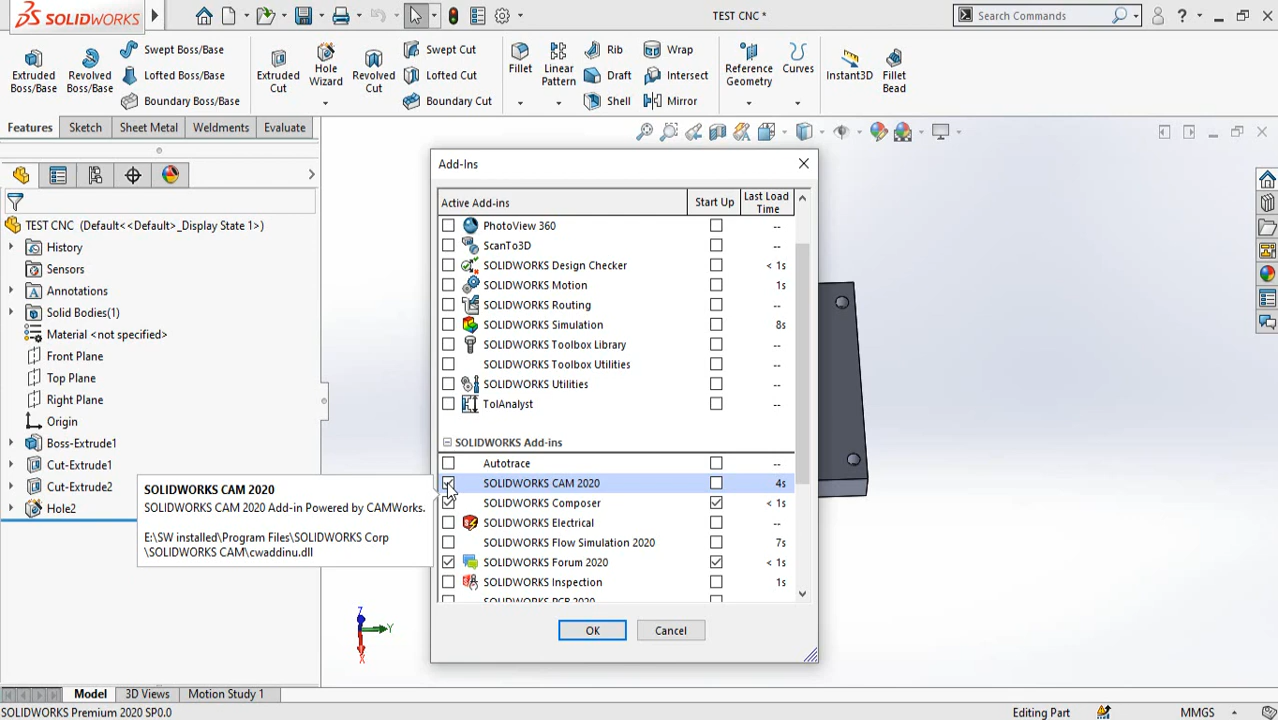 SOLIDWORKS
TEST CNC *
Search Commands
Extruded Boss/Base
Revolved Boss/Base
Swept Boss/Base
Lofted Boss/Base
Boundary Boss/Base
Extruded Cut
Hole Wizard
Revolved Cut
Swept Cut
Lofted Cut
Boundary Cut
Fillet
Linear Pattern
Rib
Draft
Shell
Wrap
Intersect
Mirror
Reference Geometry
Curves
Instant3D
Fillet Bead
Features
Sketch
Sheet Metal
Weldments
Evaluate
TEST CNC (Default<<Default>_Display State 1>)
History
Sensors
Annotations
Solid Bodies(1)
Material <not specified>
Front Plane
Top Plane
Right Plane
Origin
Boss-Extrude1
Cut-Extrude1
Cut-Extrude2
Hole2
SOLIDWORKS CAM 2020
SOLIDWORKS CAM 2020 Add-in Powered by CAMWorks.
E:\SW installed\Program Files\SOLIDWORKS Corp
\SOLIDWORKS CAM\cwaddinu.dll
Add-Ins
Active Add-ins Start Up Last Load Time
PhotoView 360 --
ScanTo3D --
SOLIDWORKS Design Checker < 1s
SOLIDWORKS Motion 1s
SOLIDWORKS Routing --
SOLIDWORKS Simulation 8s
SOLIDWORKS Toolbox Library --
SOLIDWORKS Toolbox Utilities --
SOLIDWORKS Utilities --
TolAnalyst --
SOLIDWORKS Add-ins
Autotrace --
SOLIDWORKS CAM 2020 4s
SOLIDWORKS Composer < 1s
SOLIDWORKS Electrical --
SOLIDWORKS Flow Simulation 2020 7s
SOLIDWORKS Forum 2020 < 1s
SOLIDWORKS Inspection 1s
SOLIDWORKS PCB 2020 --
OK
Cancel
Z
Y
X
Model
3D Views
Motion Study 1
SOLIDWORKS Premium 2020 SP0.0
Editing Part
MMGS